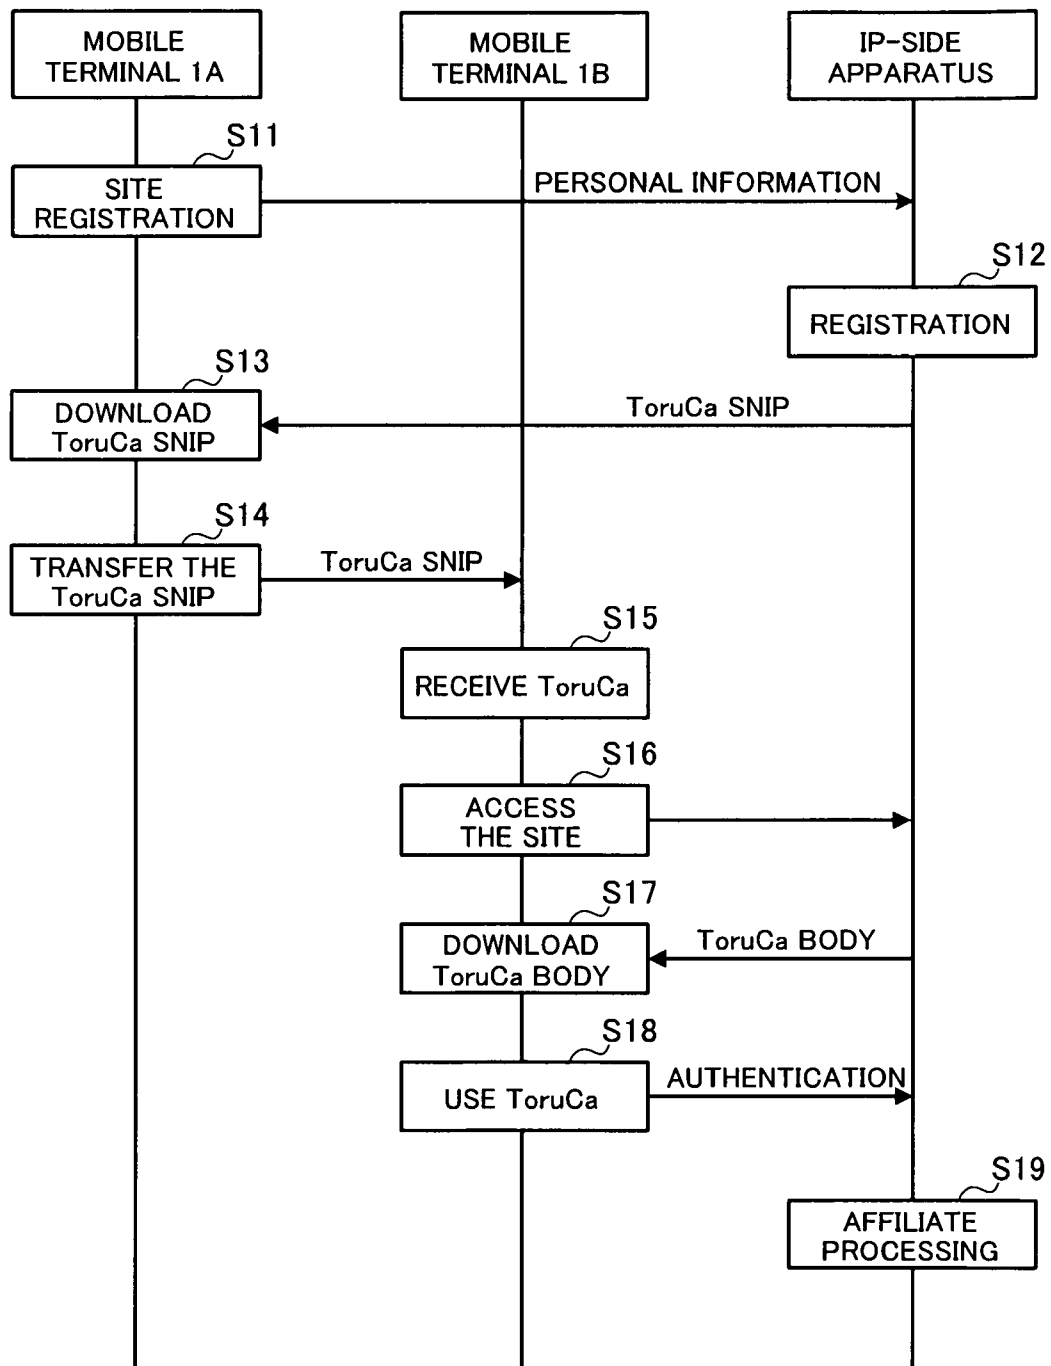 MOBILE
TERMINAL 1A
MOBILE
TERMINAL 1B
IP-SIDE
APPARATUS
S11
SITE
REGISTRATION
PERSONAL INFORMATION
S12
REGISTRATION
S13
DOWNLOAD
ToruCa SNIP
ToruCa SNIP
S14
TRANSFER THE
ToruCa SNIP
ToruCa SNIP
S15
RECEIVE ToruCa
S16
ACCESS
THE SITE
S17
DOWNLOAD
ToruCa BODY
ToruCa BODY
S18
USE ToruCa
AUTHENTICATION
S19
AFFILIATE
PROCESSING